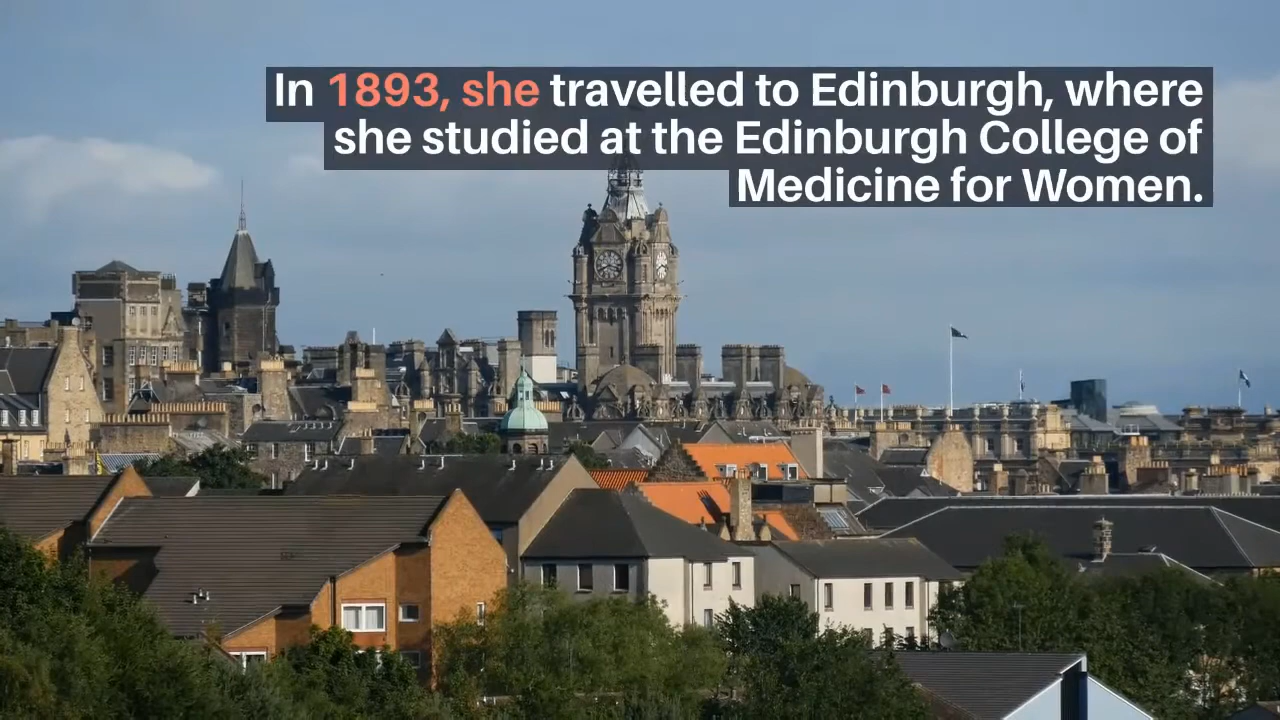 In 1893, she travelled to Edinburgh, where
she studied at the Edinburgh College of
Medicine for Women.